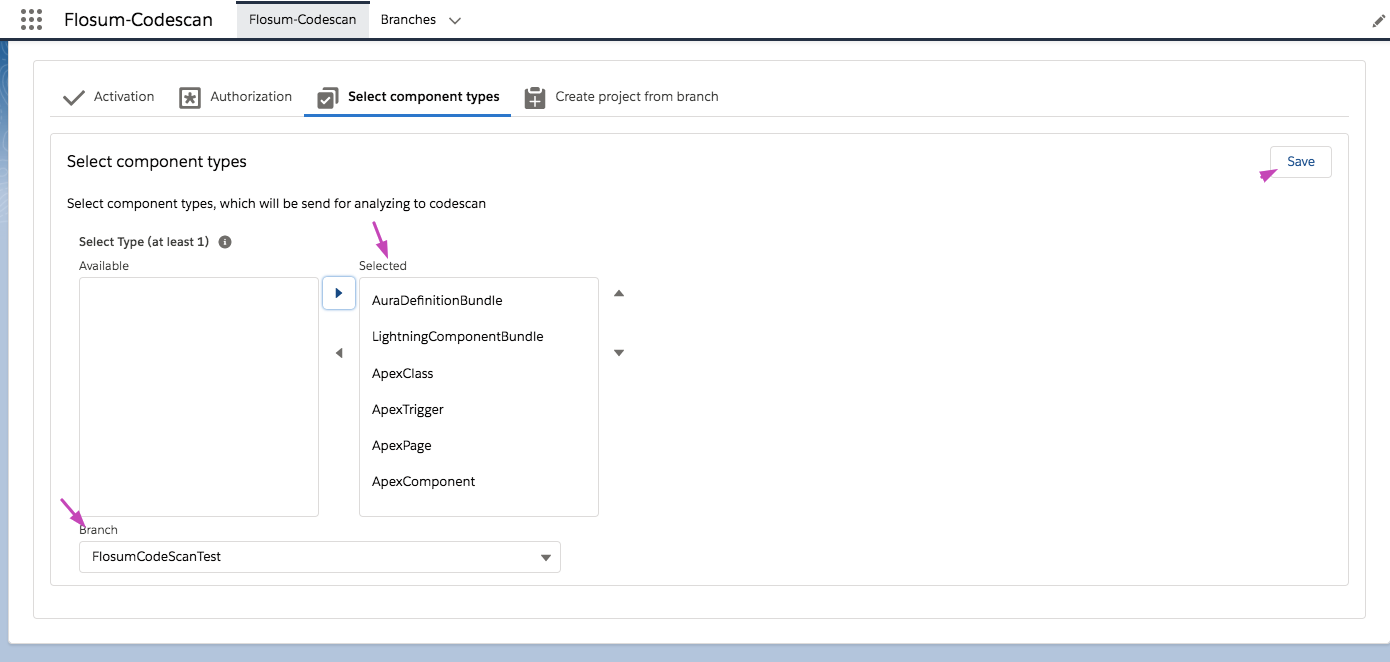 Flosum-Codescan Flosum-Codescan Branches
Activation Authorization Select component types Create project from branch
Select component types Save
Select component types, which will be send for analyzing to codescan
Select Type (at least 1)
Available Selected
AuraDefinitionBundle
LightningComponentBundle
ApexClass
ApexTrigger
ApexPage
ApexComponent
Branch
FlosumCodeScanTest